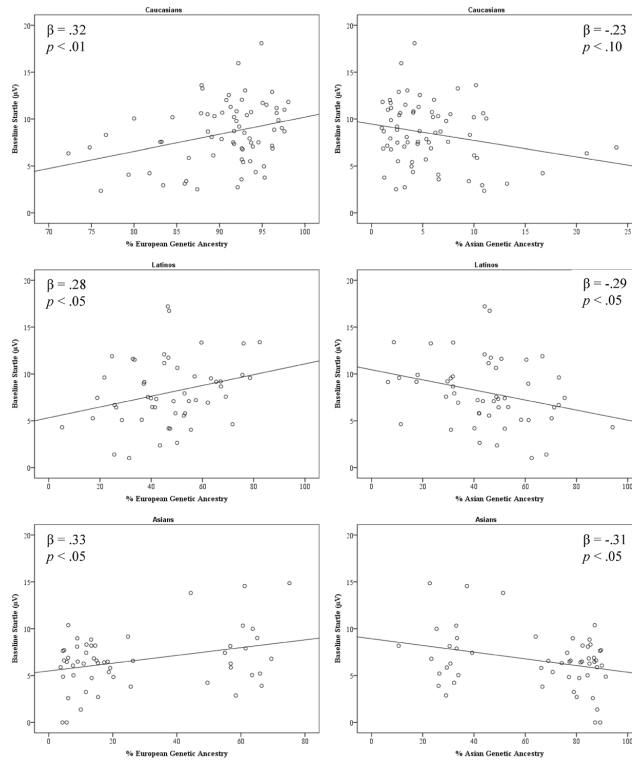 Caucasians
β = .32
p < .01
Baseline Sturtle (µV)
20
15
10
5
0
70 75 80 85 90 95 100
% European Genetic Ancestry
Caucasians
β = -.23
p < .10
Baseline Startle (µV)
20
15
10
5
0
0 5 10 15 20 25
% Asian Genetic Ancestry
Latinos
β = .28
p < .05
Baseline Startle (µV)
20
15
10
5
0
0 20 40 60 80 100
% European Genetic Ancestry
Latinos
β = -.29
p < .05
Baseline Startle (µV)
20
15
10
5
0
0 20 40 60 80 100
% Asian Genetic Ancestry
Asians
β = .33
p < .05
Baseline Startle (µV)
20
15
10
5
0
0 20 40 60 80
% European Genetic Ancestry
Asians
β = -.31
p < .05
Baseline Startle (µV)
20
15
10
5
0
0 20 40 60 80 100
% Asian Genetic Ancestry